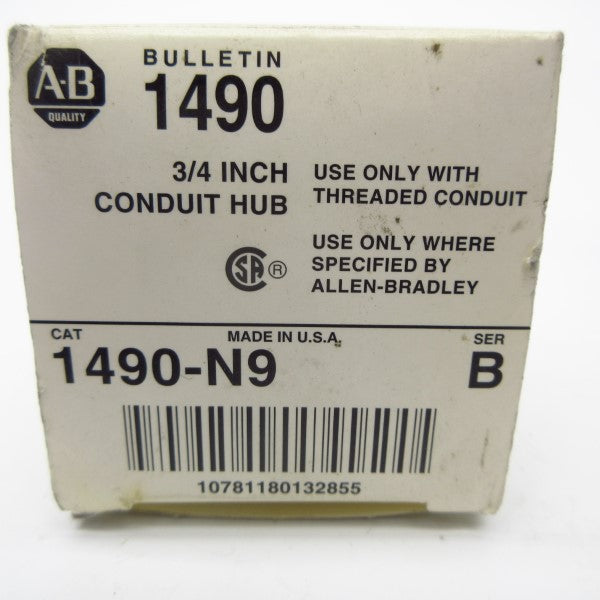 A-B
QUALITY
BULLETIN
1490
3/4 INCH
CONDUIT HUB
USE ONLY WITH
THREADED CONDUIT
USE ONLY WHERE
SPECIFIED BY
ALLEN-BRADLEY
CSA ®
CAT
MADE IN U.S.A.
SER
1490-N9
B
10781180132855